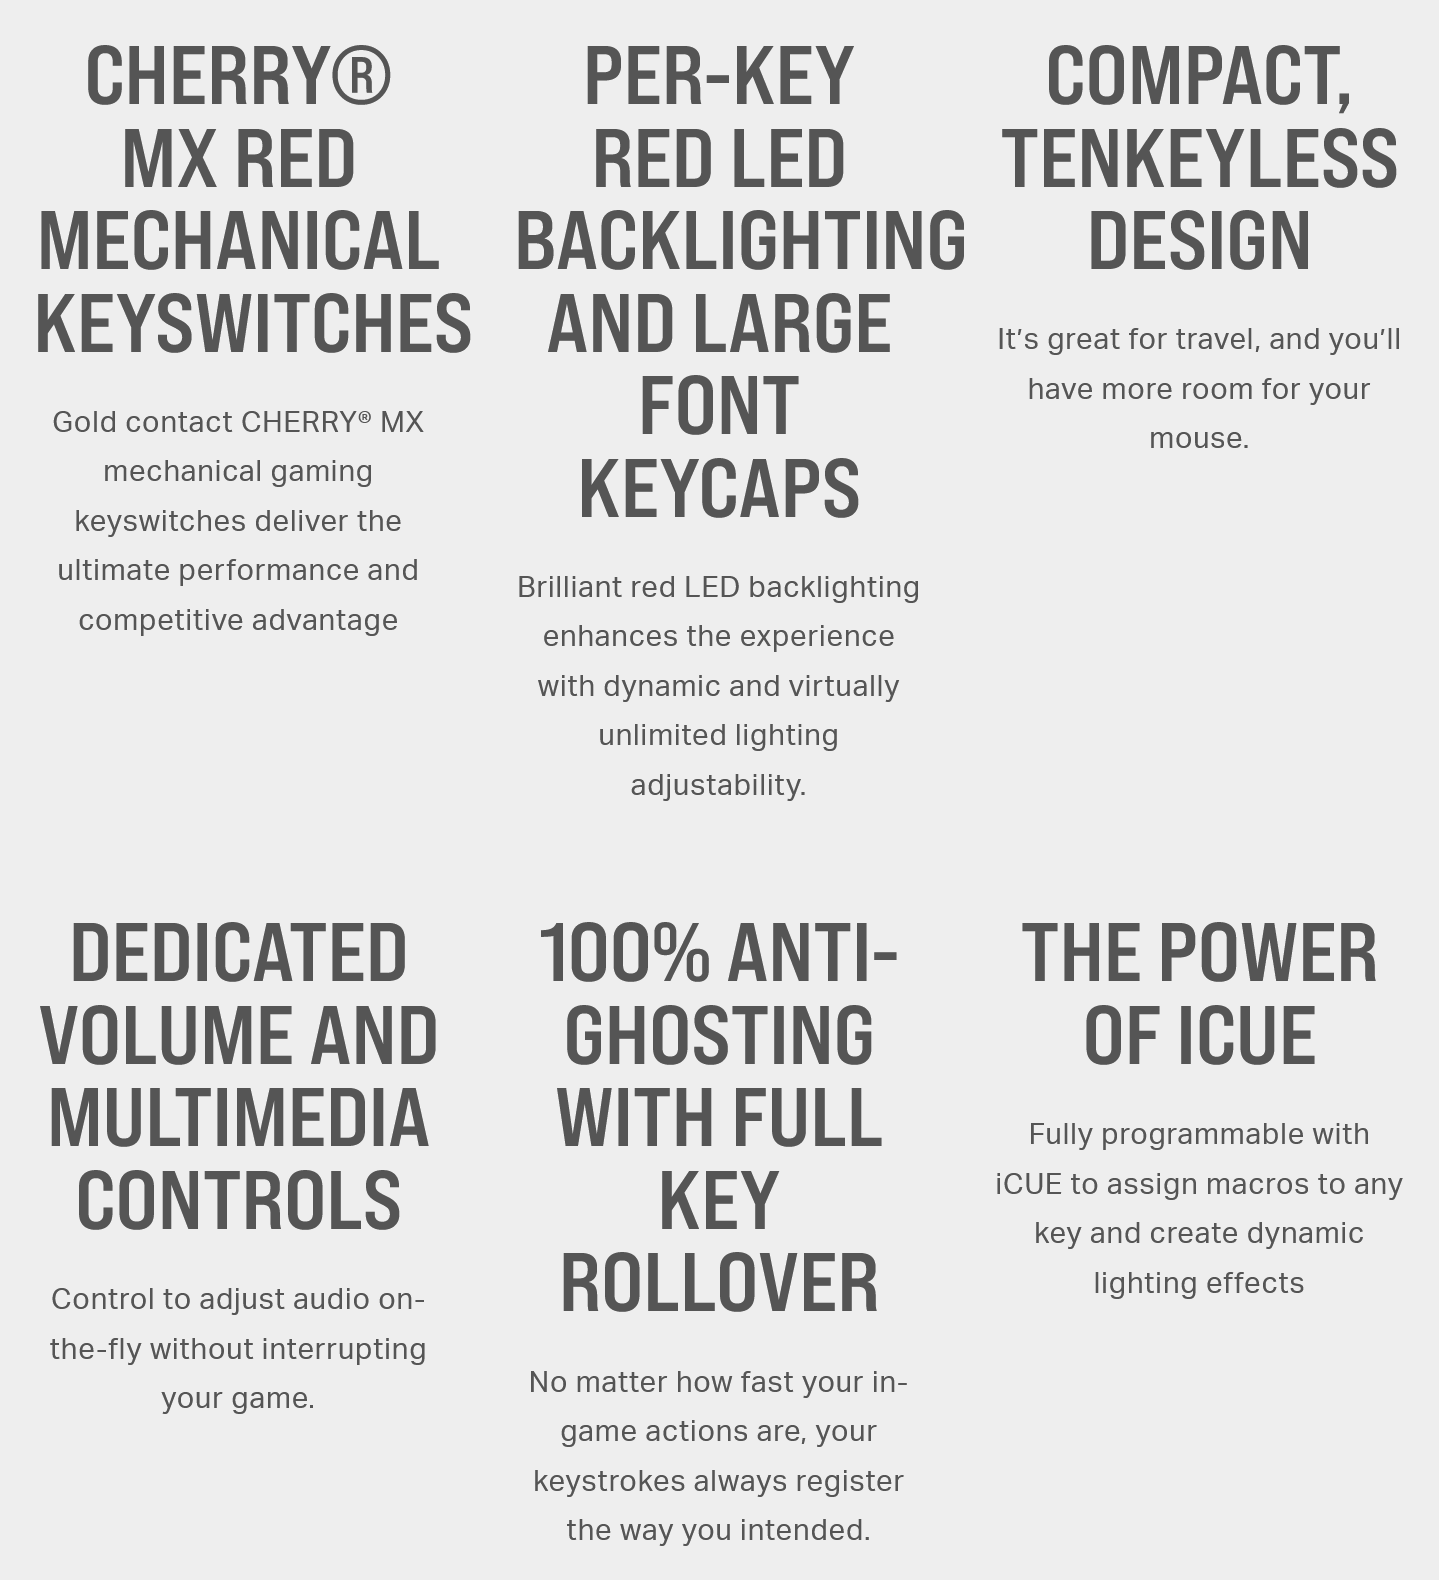 CHERRY®
MX RED
MECHANICAL
KEYSWITCHES
Gold contact CHERRY® MX
mechanical gaming
keyswitches deliver the
ultimate performance and
competitive advantage
PER-KEY
RED LED
BACKLIGHTING
AND LARGE
FONT
KEYCAPS
Brilliant red LED backlighting
enhances the experience
with dynamic and virtually
unlimited lighting
adjustability.
COMPACT,
TENKEYLESS
DESIGN
It’s great for travel, and you’ll
have more room for your
mouse.
DEDICATED
VOLUME AND
MULTIMEDIA
CONTROLS
Control to adjust audio on-
the-fly without interrupting
your game.
100% ANTI-
GHOSTING
WITH FULL
KEY
ROLLOVER
No matter how fast your in-
game actions are, your
keystrokes always register
the way you intended.
THE POWER
OF ICUE
Fully programmable with
iCUE to assign macros to any
key and create dynamic
lighting effects